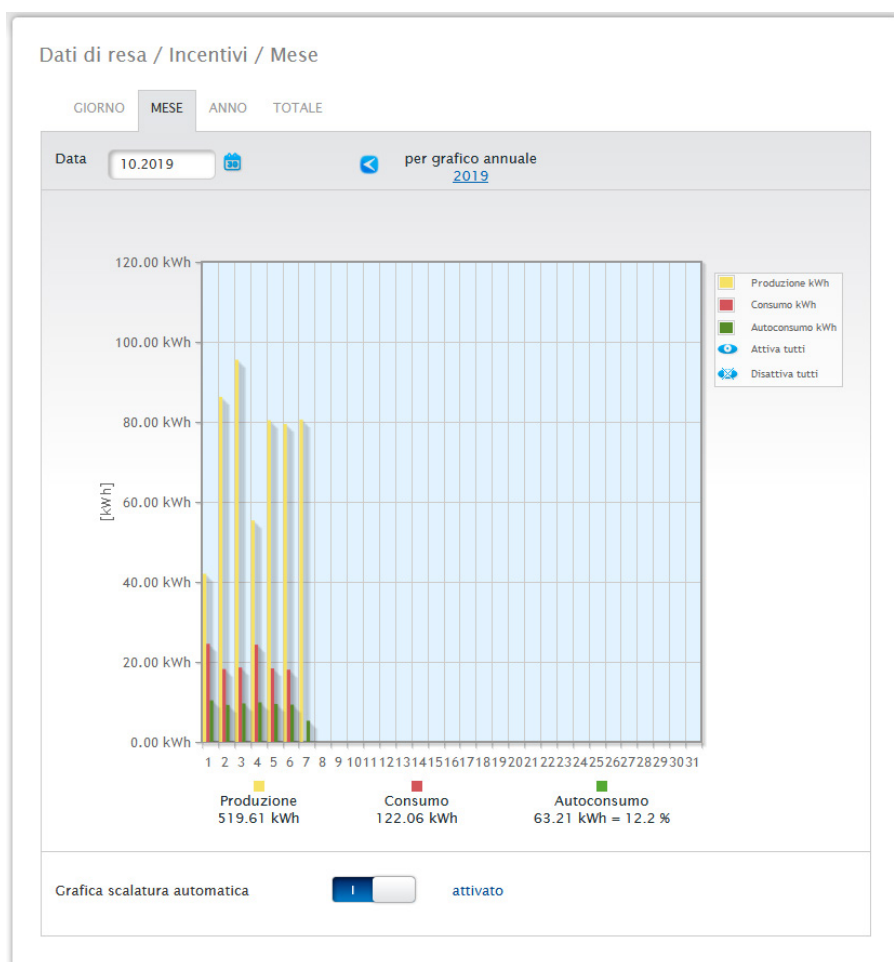 Dati di resa / Incentivi / Mese
GIORNO MESE ANNO TOTALE
Data 10.2019 30 per grafico annuale
2019
120.00 kWh
100.00 kWh
80.00 kWh
60.00 kWh
40.00 kWh
20.00 kWh
0.00 kWh
[kWh]
Produzione kWh
Consumo kWh
Autoconsumo kWh
Attiva tutti
Disattiva tutti
1 2 3 4 5 6 7 8 9 10 11 12 13 14 15 16 17 18 19 20 21 22 23 24 25 26 27 28 29 30 31
Produzione Consumo Autoconsumo
519.61 kWh 122.06 kWh 63.21 kWh = 12.2 %
Grafica scalatura automatica I attivato